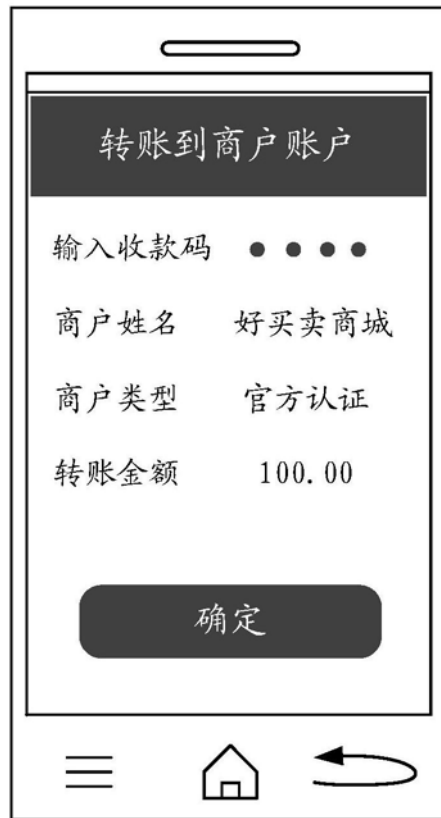 转账到商户账户
输入收款码 ●●●●
商户姓名 好买卖商城
商户类型 官方认证
转账金额 100.00
确定